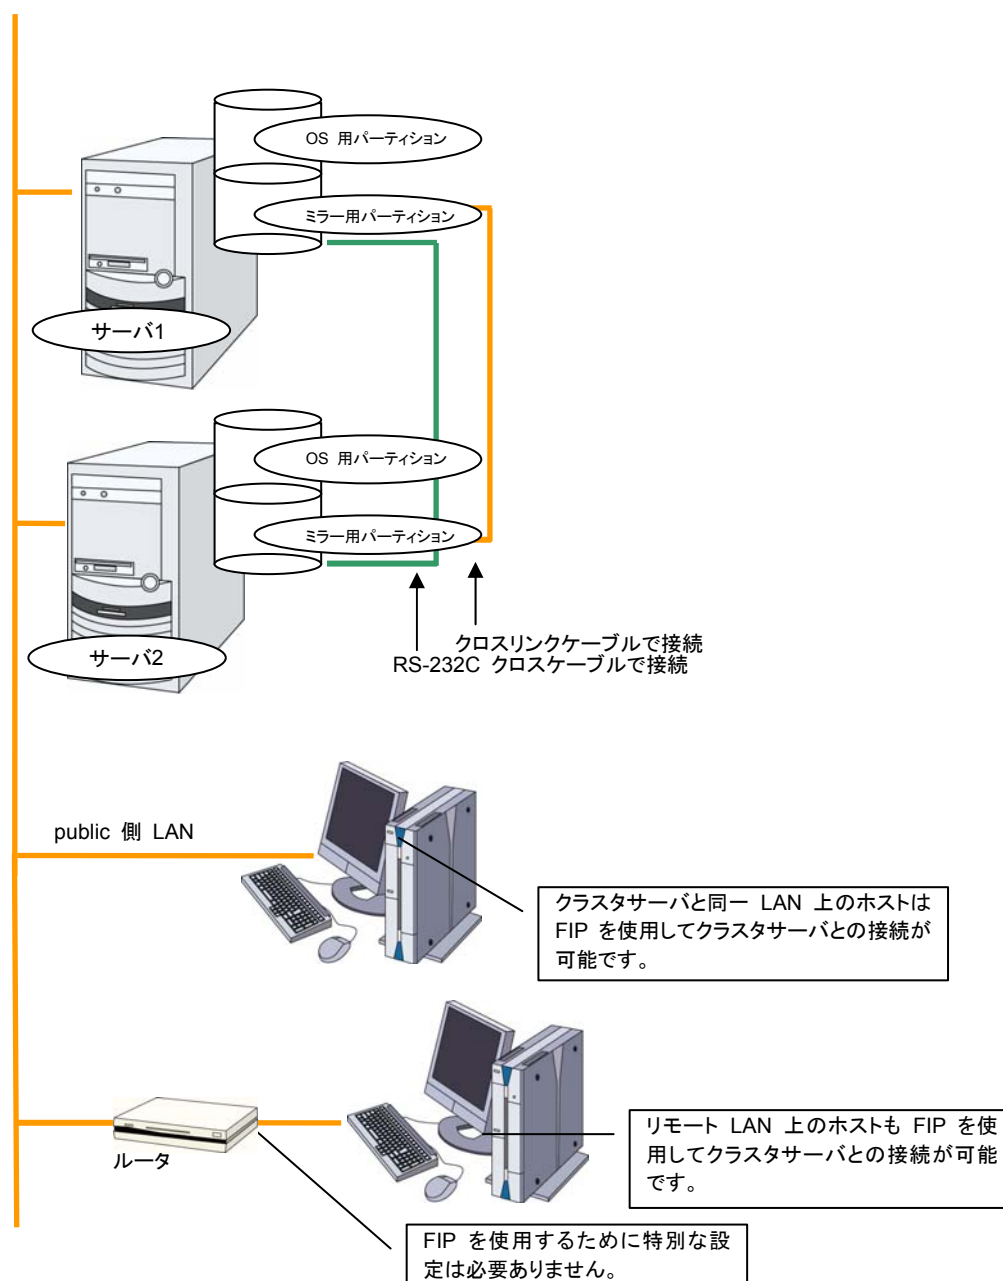 OS 用パーティション
ミラー用パーティション
サーバ1
OS 用パーティション
ミラー用パーティション
サーバ2
クロスリンクケーブルで接続
RS-232C クロスケーブルで接続
public 側 LAN
クラスタサーバと同一 LAN 上のホストは
FIP を使用してクラスタサーバとの接続が
可能です。
リモート LAN 上のホストも FIP を使
用してクラスタサーバとの接続が可能
です。
ルータ
FIP を使用するために特別な設
定は必要ありません。